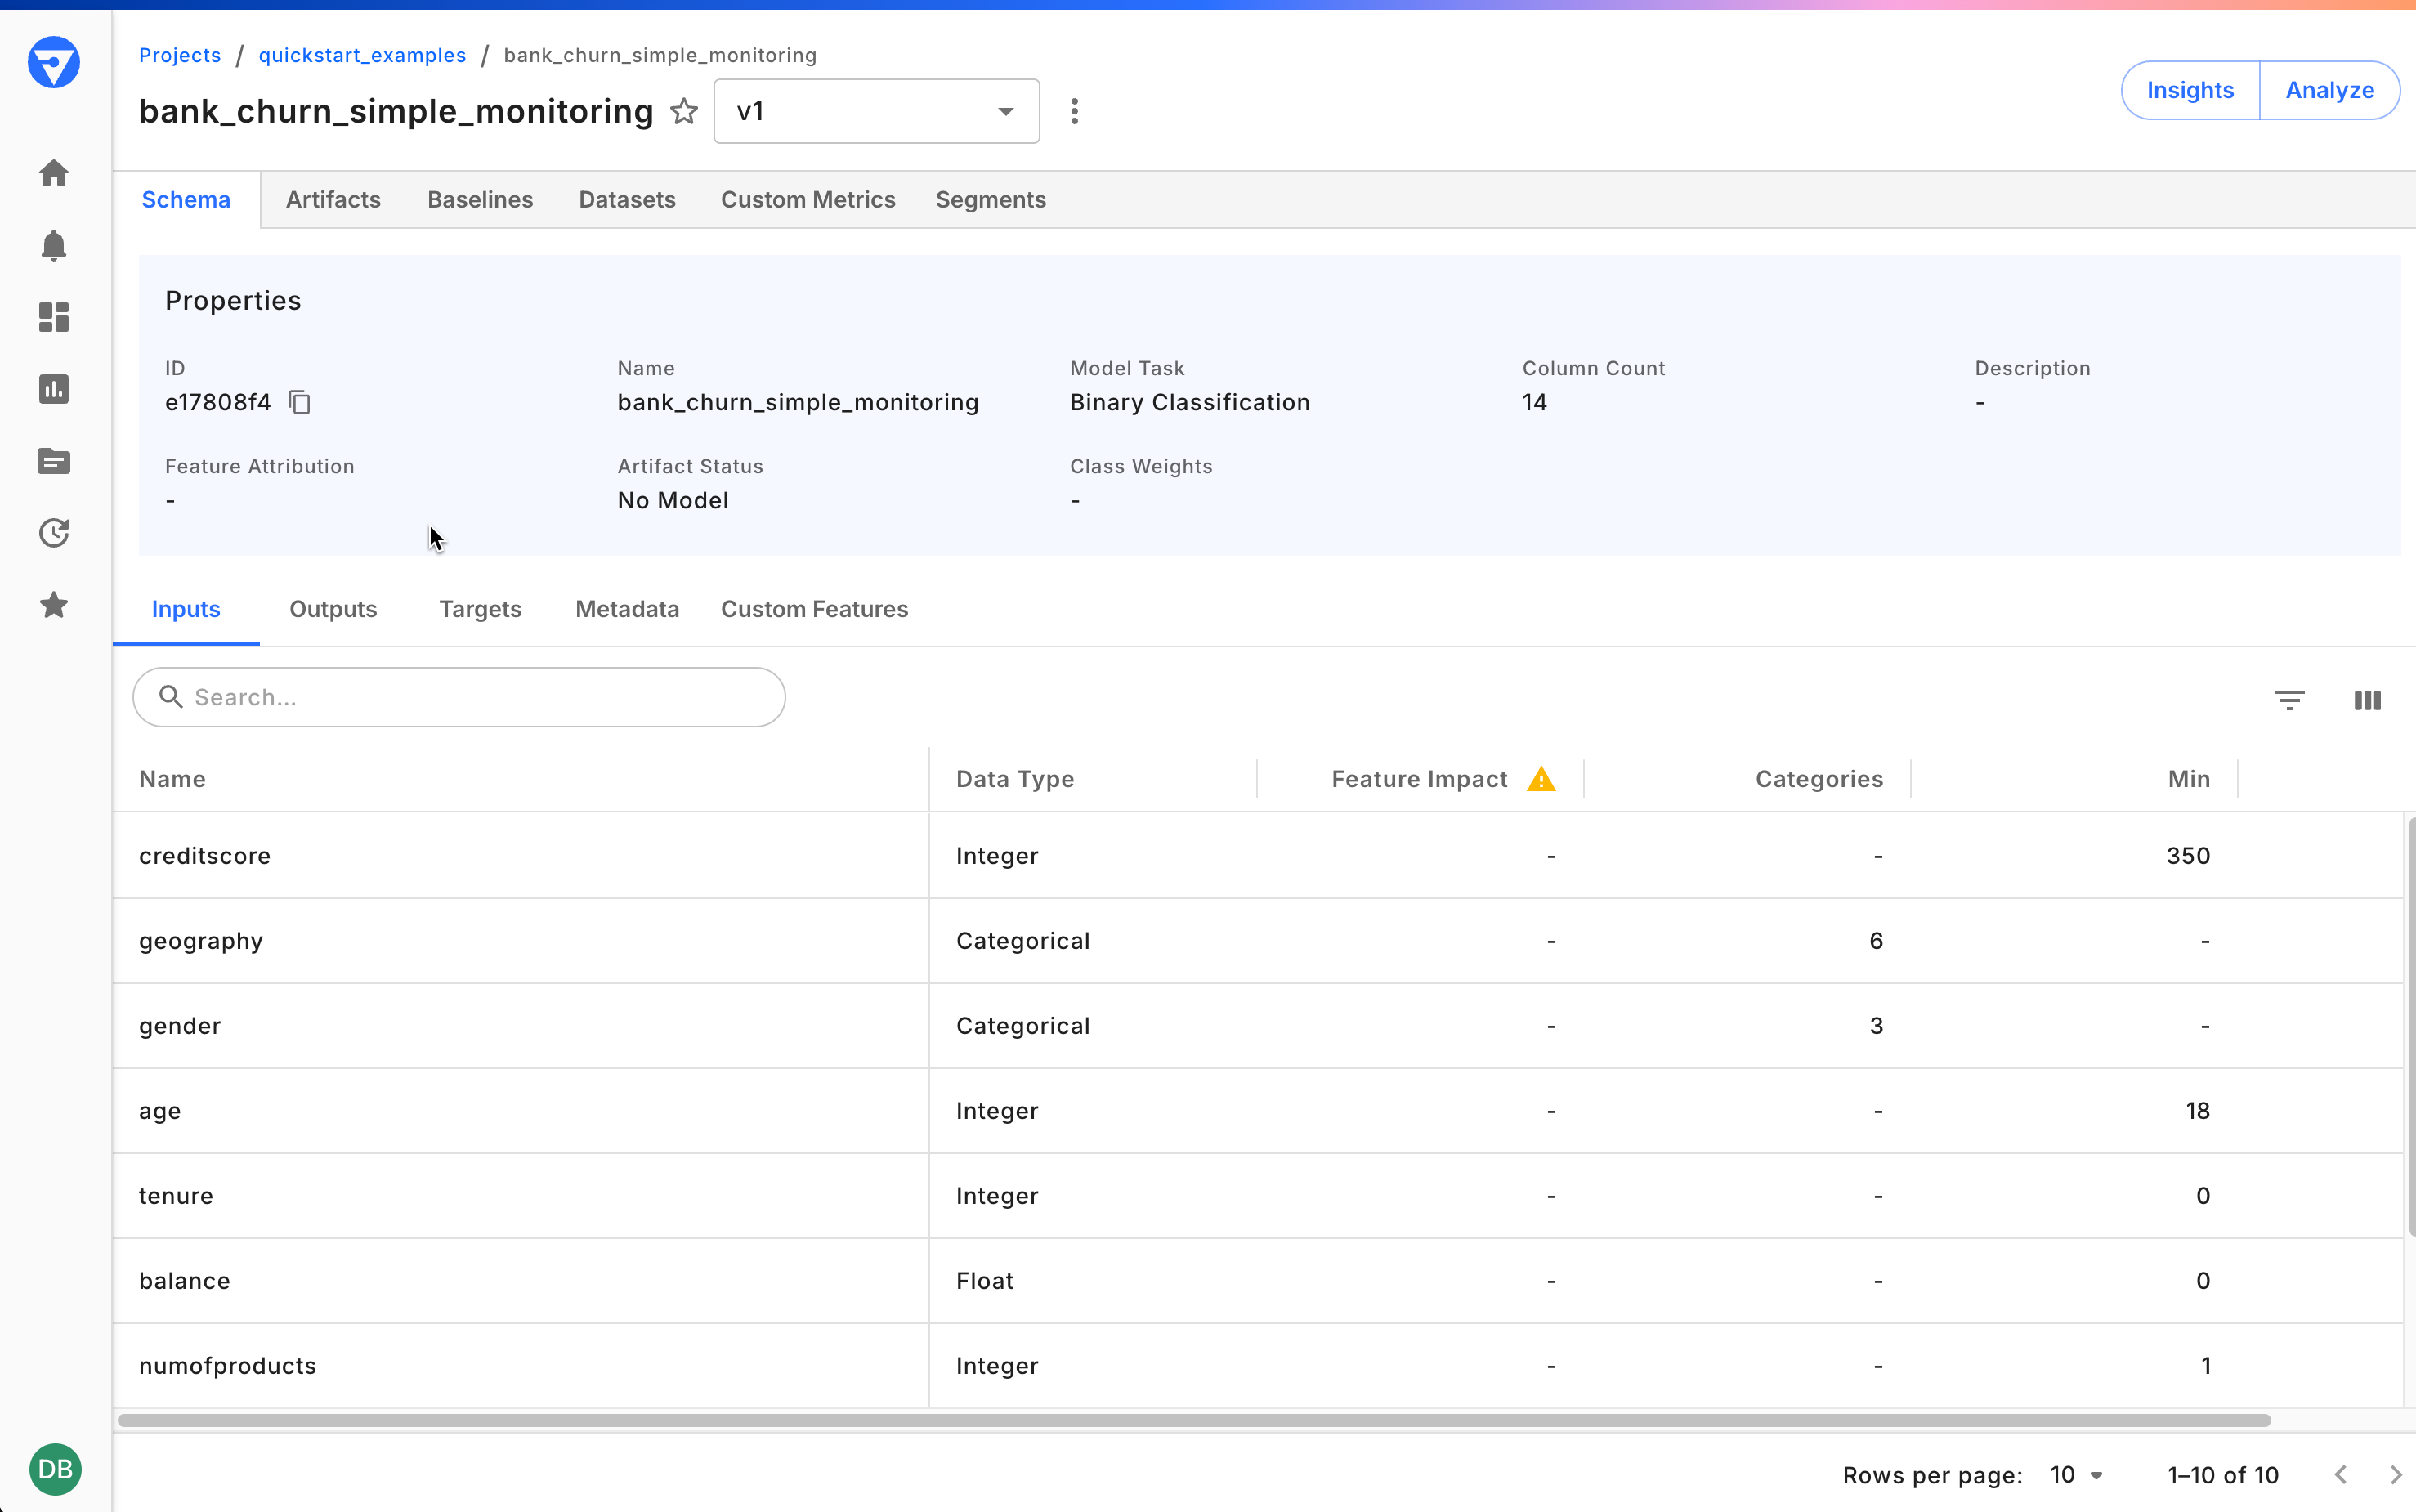 Projects / quickstart_examples / bank_churn_simple_monitoring
bank_churn_simple_monitoring v1
Insights Analyze
Schema Artifacts Baselines Datasets Custom Metrics Segments
Properties
ID Name Model Task Column Count Description
e17808f4 bank_churn_simple_monitoring Binary Classification 14 -
Feature Attribution Artifact Status Class Weights
- No Model -
Inputs Outputs Targets Metadata Custom Features
Search...
Name Data Type Feature Impact Categories Min
creditscore Integer - - 350
geography Categorical - 6 -
gender Categorical - 3 -
age Integer - - 18
tenure Integer - - 0
balance Float - - 0
numofproducts Integer - - 1
DB
Rows per page: 10 1–10 of 10